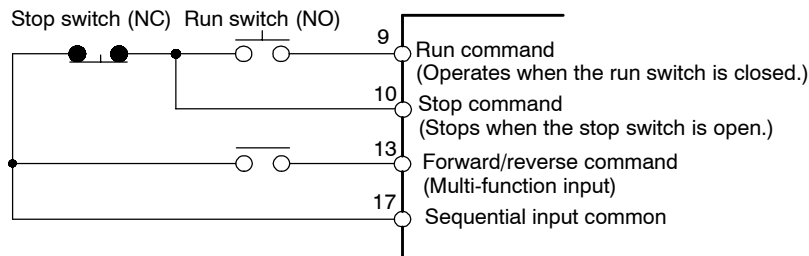 Stop switch (NC) Run switch (NO)
9
Run command
(Operates when the run switch is closed.)
10
Stop command
(Stops when the stop switch is open.)
13
Forward/reverse command
(Multi-function input)
17
Sequential input common